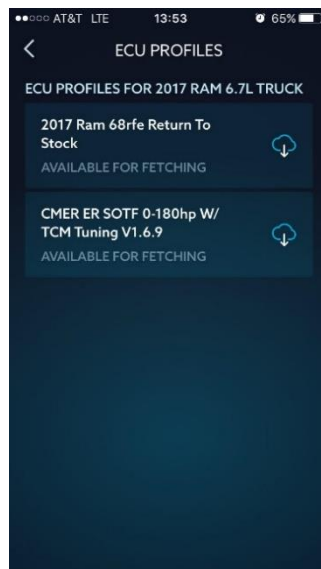 ●●○○○ AT&T LTE 13:53 65%
ECU PROFILES
ECU PROFILES FOR 2017 RAM 6.7L TRUCK
2017 Ram 68rfe Return To
Stock
AVAILABLE FOR FETCHING
CMER ER SOTF 0-180hp W/
TCM Tuning V1.6.9
AVAILABLE FOR FETCHING